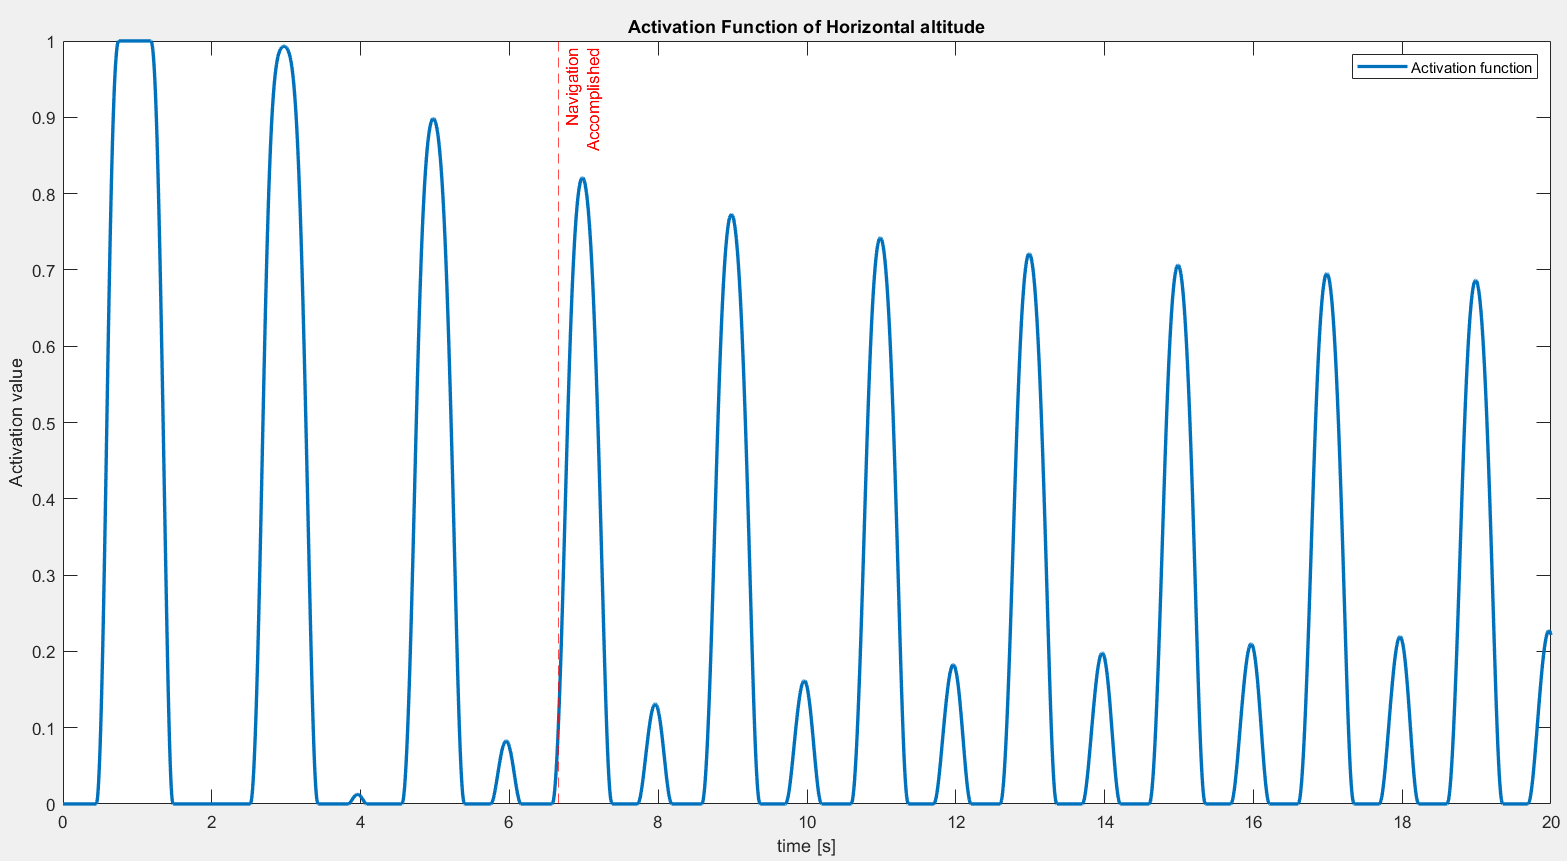 Activation Function of Horizontal altitude
Activation function
Navigation
Accomplished
Activation value
1
0.9
0.8
0.7
0.6
0.5
0.4
0.3
0.2
0.1
0
0 2 4 6 8 10 12 14 16 18 20
time [s]